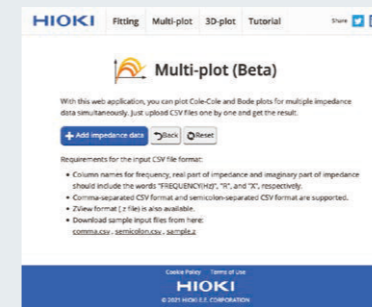 HIOKI Fitting Multi-plot 3D-plot Tutorial Share
Multi-plot (Beta)
With this web application, you can plot Cole-Cole and Bode plots for multiple impedance
data simultaneously. Just upload CSV files one by one and get the result.
+ Add impedance data Back Reset
Requirements for the input CSV file format:
• Column names for frequency, real part of impedance and imaginary part of impedance
should include the words "FREQUENCY(Hz)", "R", and "X", respectively.
• Comma-separated CSV format and semicolon-separated CSV format are supported.
• ZView format (.z file) is also available.
• Download sample input files from here:
comma.csv , semicolon.csv , sample.z
Cookie Policy Terms of Use
HIOKI
© 2021 HIOKI E.E. CORPORATION